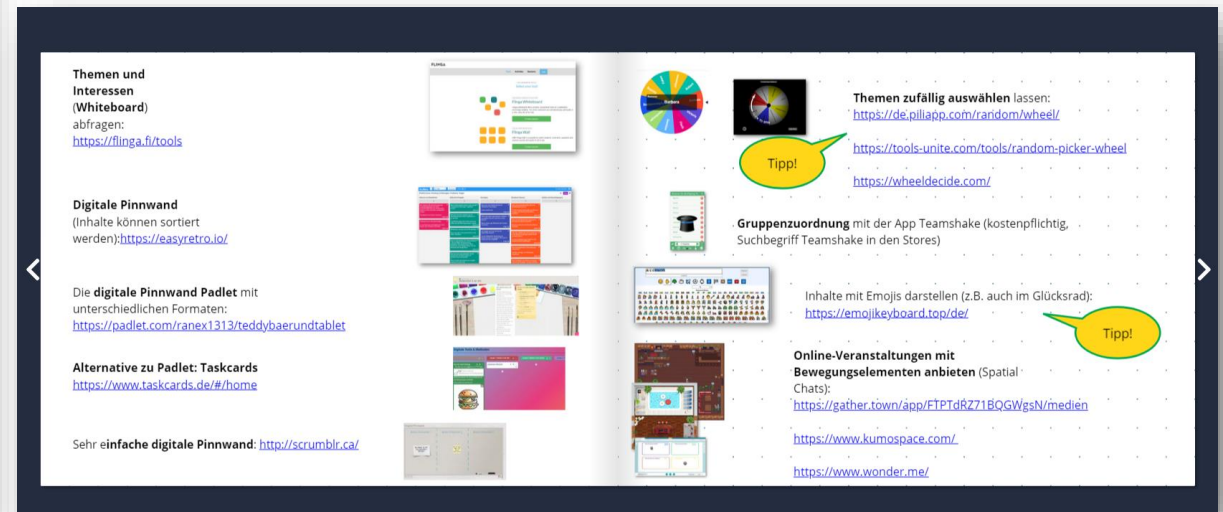 Themen und
Interessen
(Whiteboard)
abfragen:
https://flinga.fi/tools
Digitale Pinnwand
(Inhalte können sortiert
werden):https://easyretro.io/
Die digitale Pinnwand Padlet mit
unterschiedlichen Formaten:
https://padlet.com/ranex1313/teddybaerundtablet
Alternative zu Padlet: Taskcards
https://www.taskcards.de/#/home
Sehr einfache digitale Pinnwand: http://scrumblr.ca/
FLINGA
Flinga Whiteboard
Flinga Wall
Themen zufällig auswählen lassen:
https://de.piliapp.com/random/wheel/
https://tools-unite.com/tools/random-picker-wheel
Tipp!
https://wheeldecide.com/
Gruppenzuordnung mit der App Teamshake (kostenpflichtig,
Suchbegriff Teamshake in den Stores)
Inhalte mit Emojis darstellen (z.B. auch im Glücksrad):
https://emojikeyboard.top/de/
Tipp!
Online-Veranstaltungen mit
Bewegungselementen anbieten (Spatial
Chats):
https://gather.town/app/FTPTdRZ71BQGWgsN/medien
https://www.kumospace.com/
https://www.wonder.me/